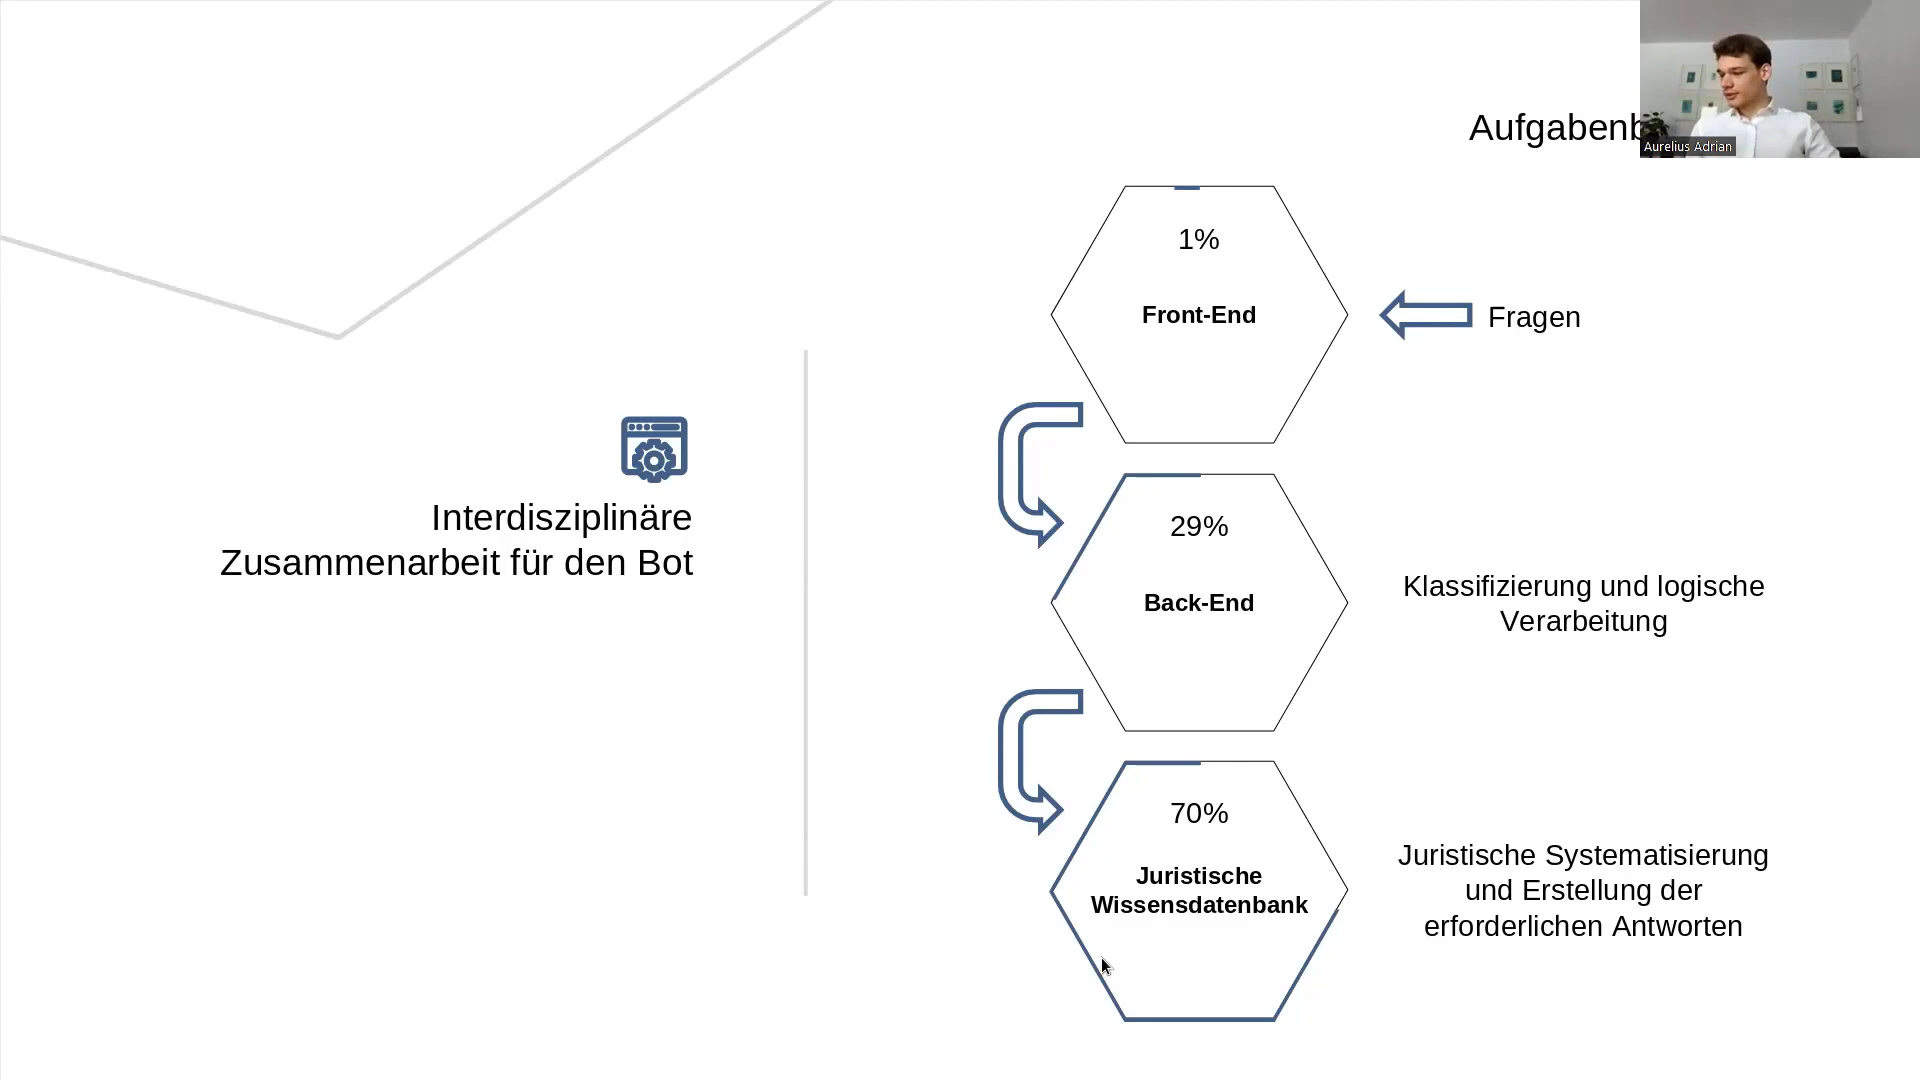 Aurelius Adrian
1%
Front-End
Fragen
Interdisziplinäre
Zusammenarbeit für den Bot
29%
Back-End
Klassifizierung und logische
Verarbeitung
70%
Juristische
Wissensdatenbank
Juristische Systematisierung
und Erstellung der
erforderlichen Antworten